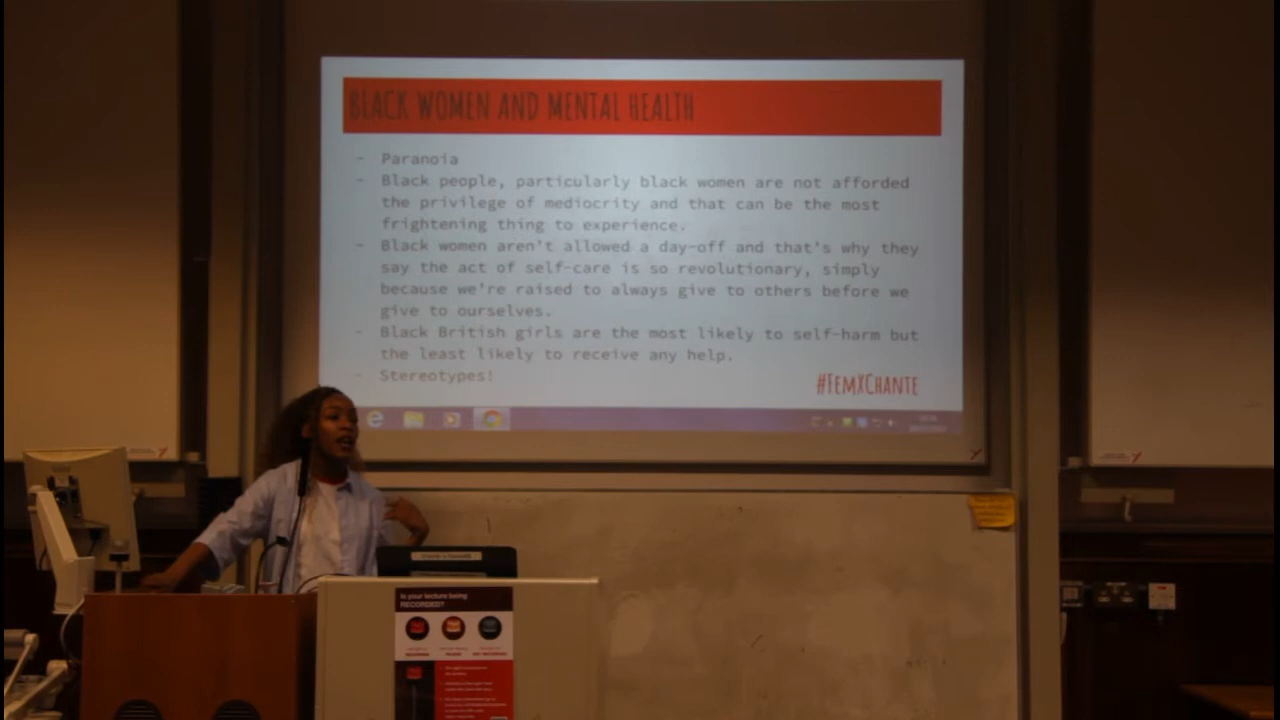 BLACK WOMEN AND MENTAL HEALTH
- Paranoia
- Black people, particularly black women are not afforded
the privilege of mediocrity and that can be the most
frightening thing to experience.
- Black women aren't allowed a day-off and that's why they
say the act of self-care is so revolutionary, simply
because we're raised to always give to others before we
give to ourselves.
- Black British girls are the most likely to self-harm but
the least likely to receive any help.
- Stereotypes!
#FEMXCHANTE
Is your lecture being
RECORDED?